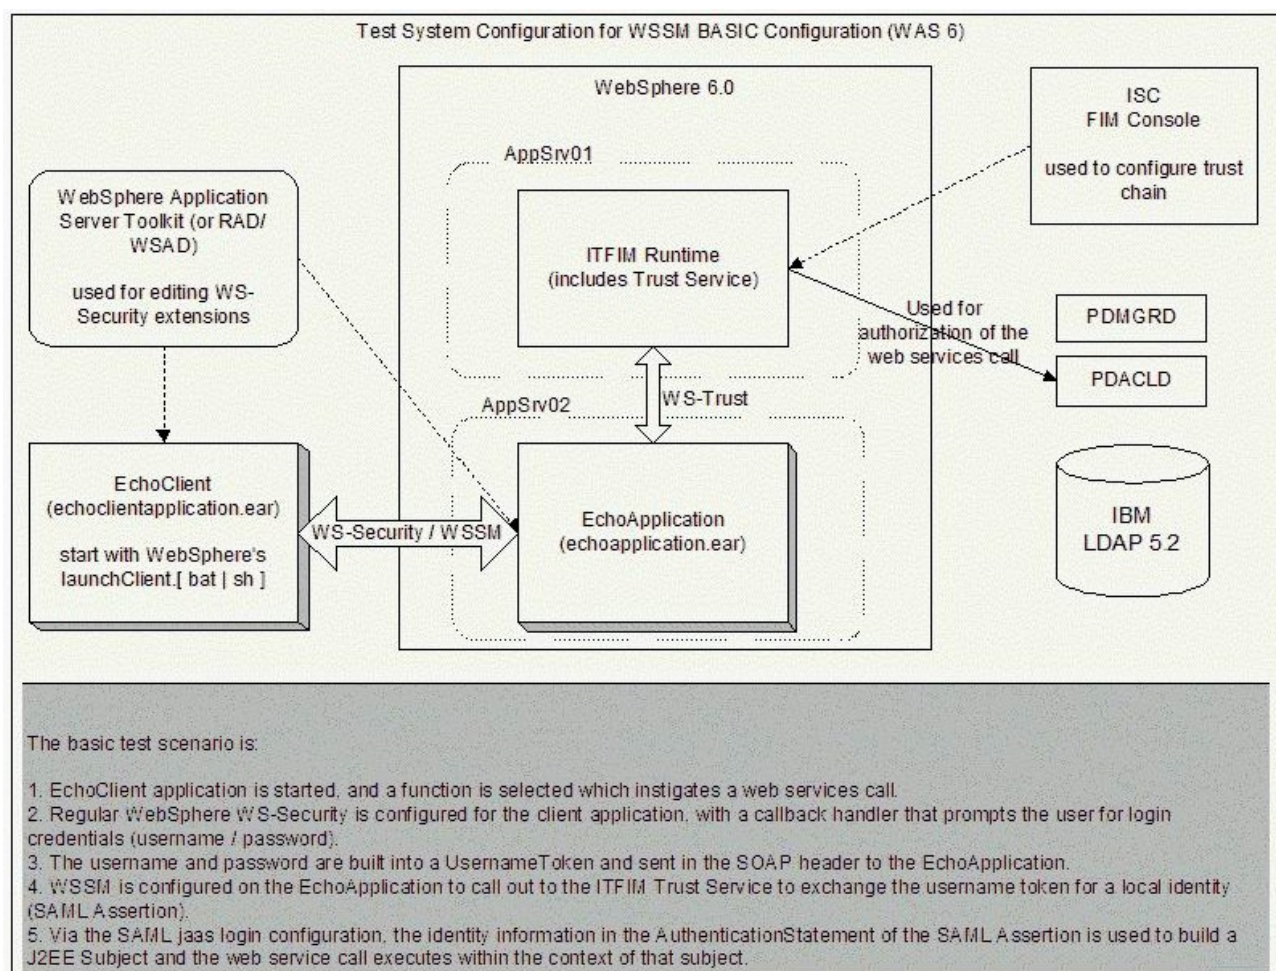 Test System Configuration for WSSM BASIC Configuration (WAS 6)
WebSphere 6.0
ISC
FIM Console
used to configure trust
chain
AppSrv01
WebSphere Application
Server Toolkit (or RAD/
WSAD)
used for editing WS-
Security extensions
ITFIM Runtime
(includes Trust Service)
Used for
authorization of the
web services call
PDMGRD
PDACLD
WS-Trust
AppSrv02
EchoClient
(echoclientapplication.ear)
start with WebSphere's
launchClient.[ bat | sh ]
WS-Security / WSSM
EchoApplication
(echoapplication.ear)
IBM
LDAP 5.2
The basic test scenario is:
1. EchoClient application is started, and a function is selected which instigates a web services call.
2. Regular WebSphere WS-Security is configured for the client application, with a callback handler that prompts the user for login
credentials (username / password).
3. The username and password are built into a UsernameToken and sent in the SOAP header to the EchoApplication.
4. WSSM is configured on the EchoApplication to call out to the ITFIM Trust Service to exchange the username token for a local identity
(SAML Assertion).
5. Via the SAML jaas login configuration, the identity information in the AuthenticationStatement of the SAML Assertion is used to build a
J2EE Subject and the web service call executes within the context of that subject.